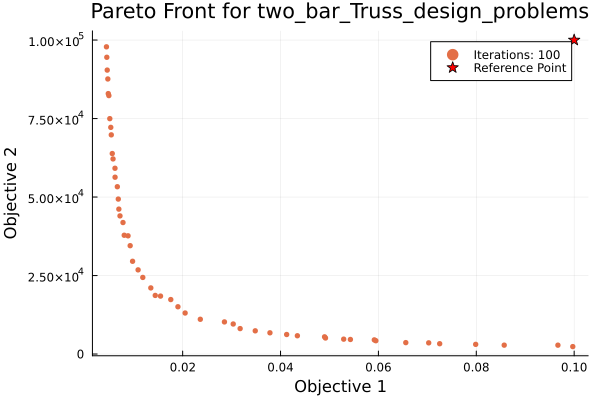 Pareto Front for two_bar_Truss_design_problems
1.00×10⁵
Iterations: 100
Reference Point
7.50×10⁴
5.00×10⁴
2.50×10⁴
0
Objective 2
0.02 0.04 0.06 0.08 0.10
Objective 1